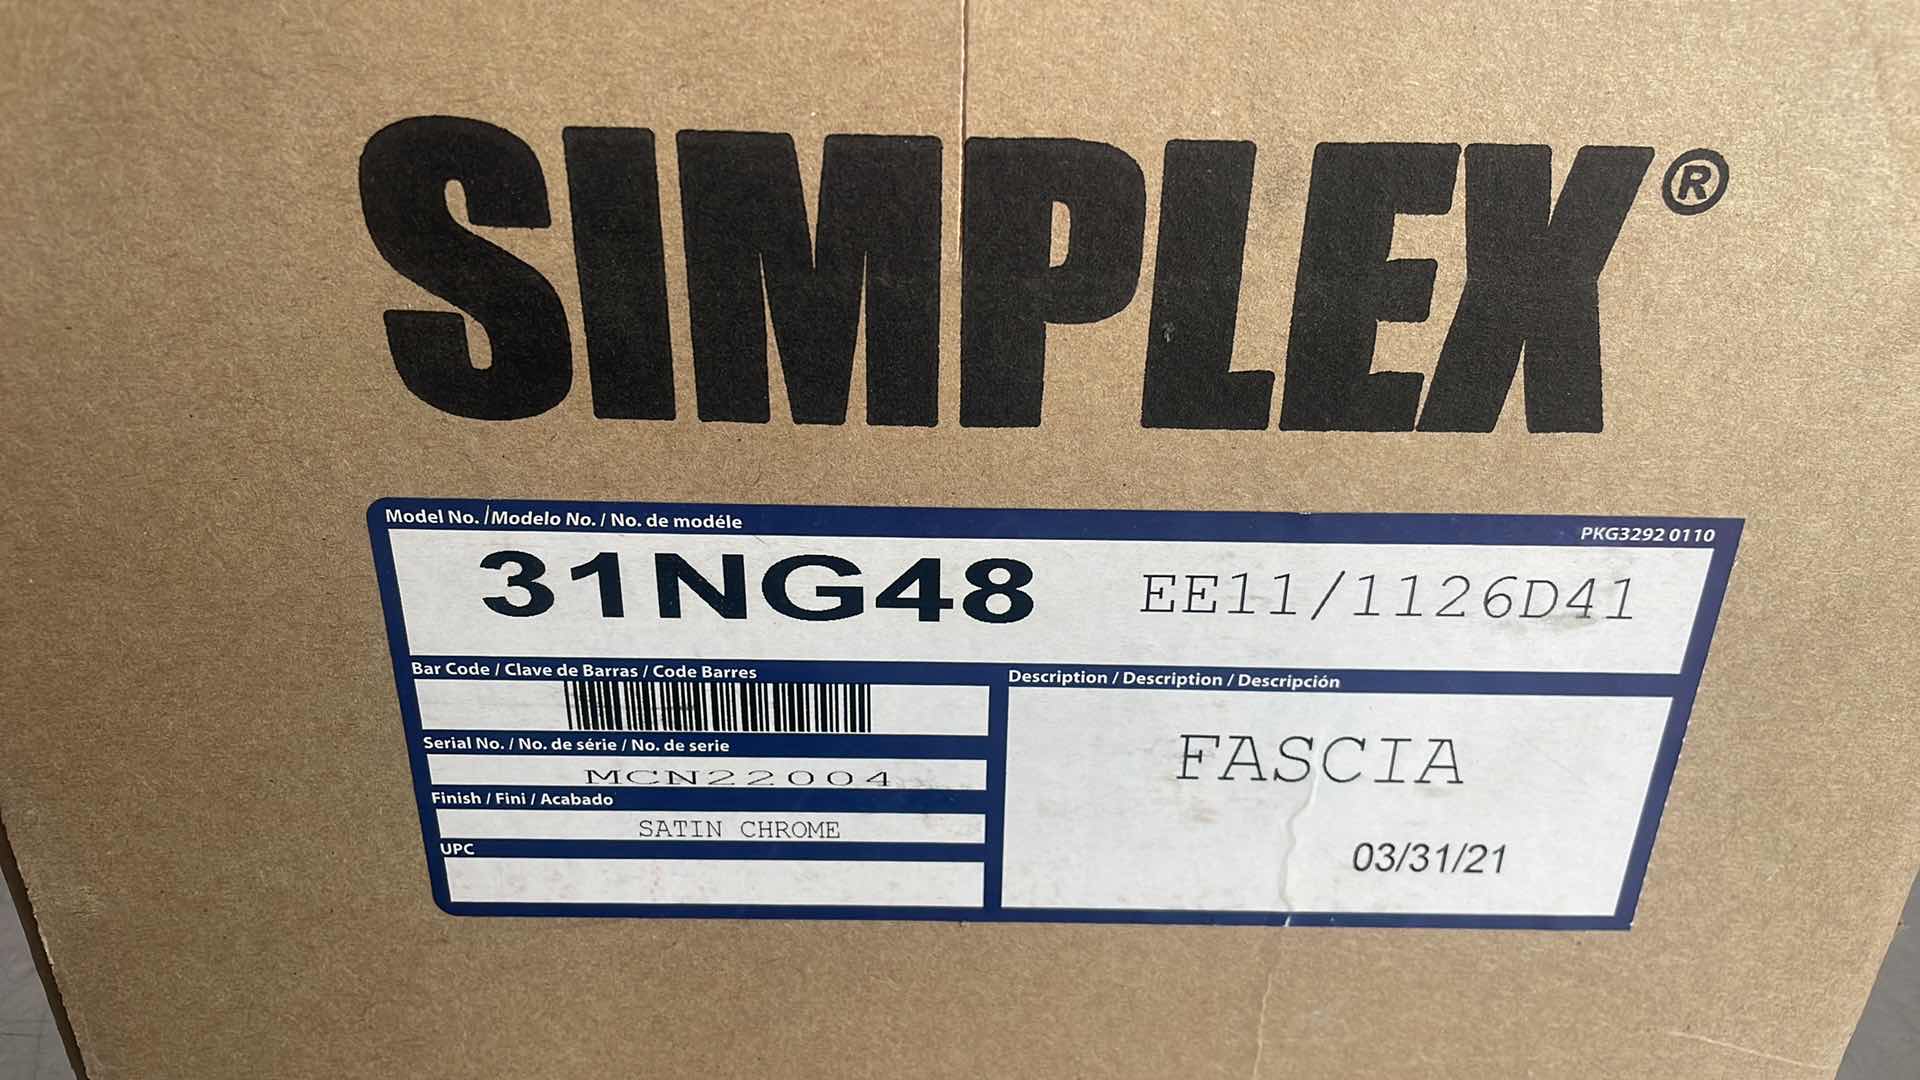 SIMPLEX®
Model No. /Modelo No. / No. de modéle
PKG3292 0110
31NG48 EE11/1126D41
Bar Code / Clave de Barras / Code Barres
Serial No. / No. de série / No. de serie
MCN22004
Finish / Fini / Acabado
SATIN CHROME
UPC
Description / Description / Descripción
FASCIA
03/31/21